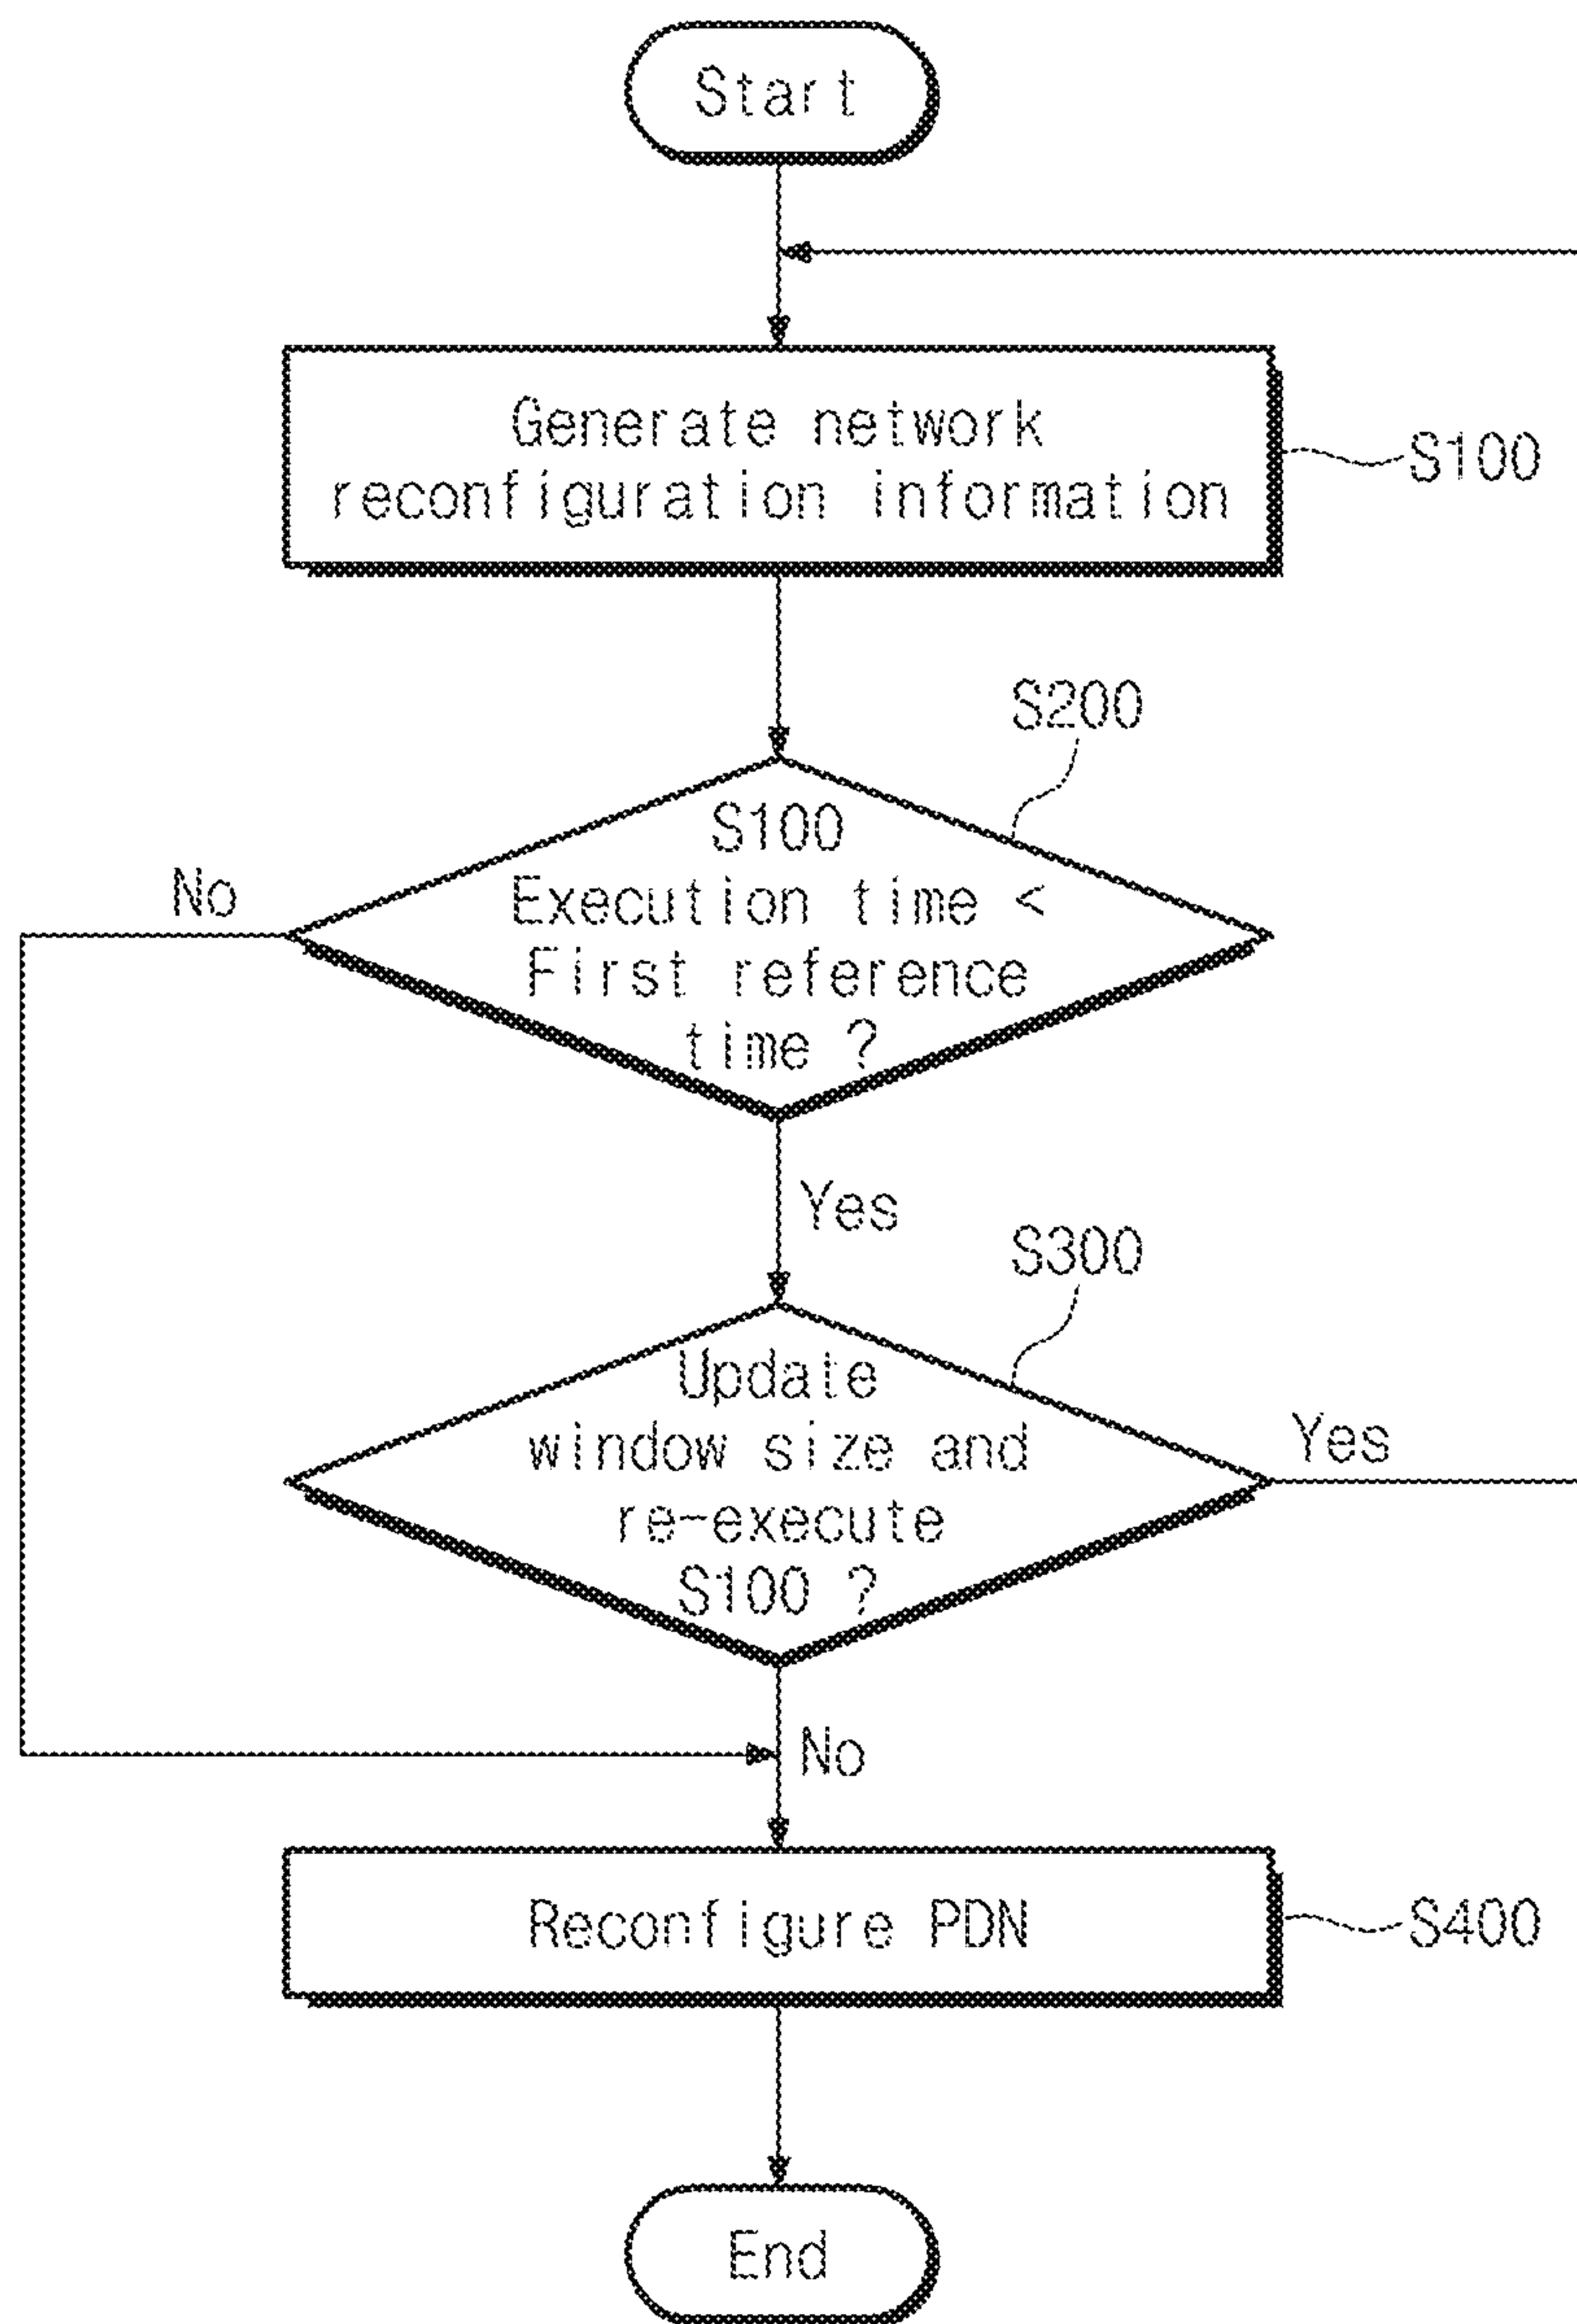 Start
Generate network
reconfiguration information
S100
S200
S100
Execution time <
First reference
time ?
No
Yes
S300
Update
window size and
re-execute
S100 ?
Yes
No
Reconfigure PDN
S400
End